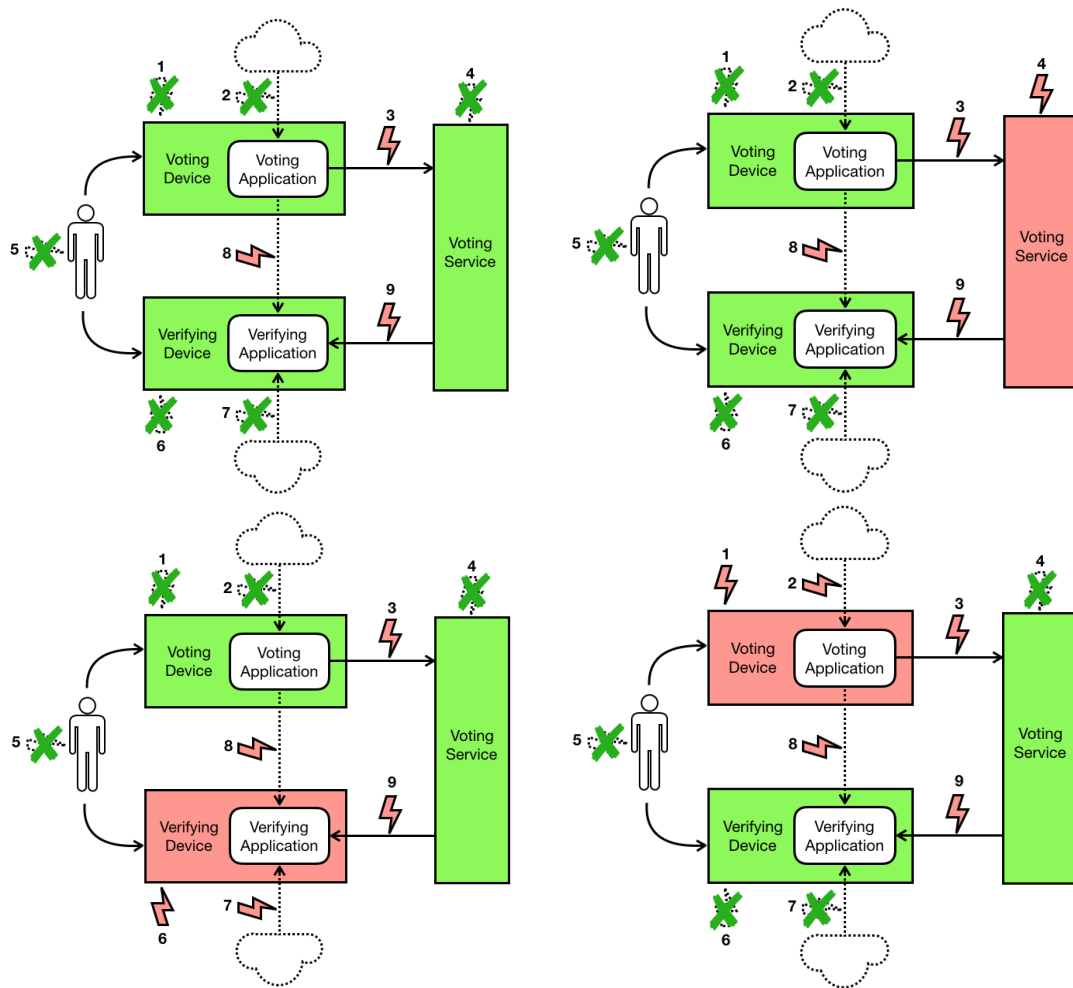 1
4
2
3
Voting
Device
Voting
Application
5
8
Voting
Service
9
Verifying
Device
Verifying
Application
7
6
4
1
2
3
Voting
Device
Voting
Application
5
8
Voting
Service
9
Verifying
Device
Verifying
Application
7
6
1
4
2
3
Voting
Device
Voting
Application
5
8
Voting
Service
9
Verifying
Device
Verifying
Application
7
6
1
4
2
3
Voting
Device
Voting
Application
5
8
Voting
Service
9
Verifying
Device
Verifying
Application
7
6